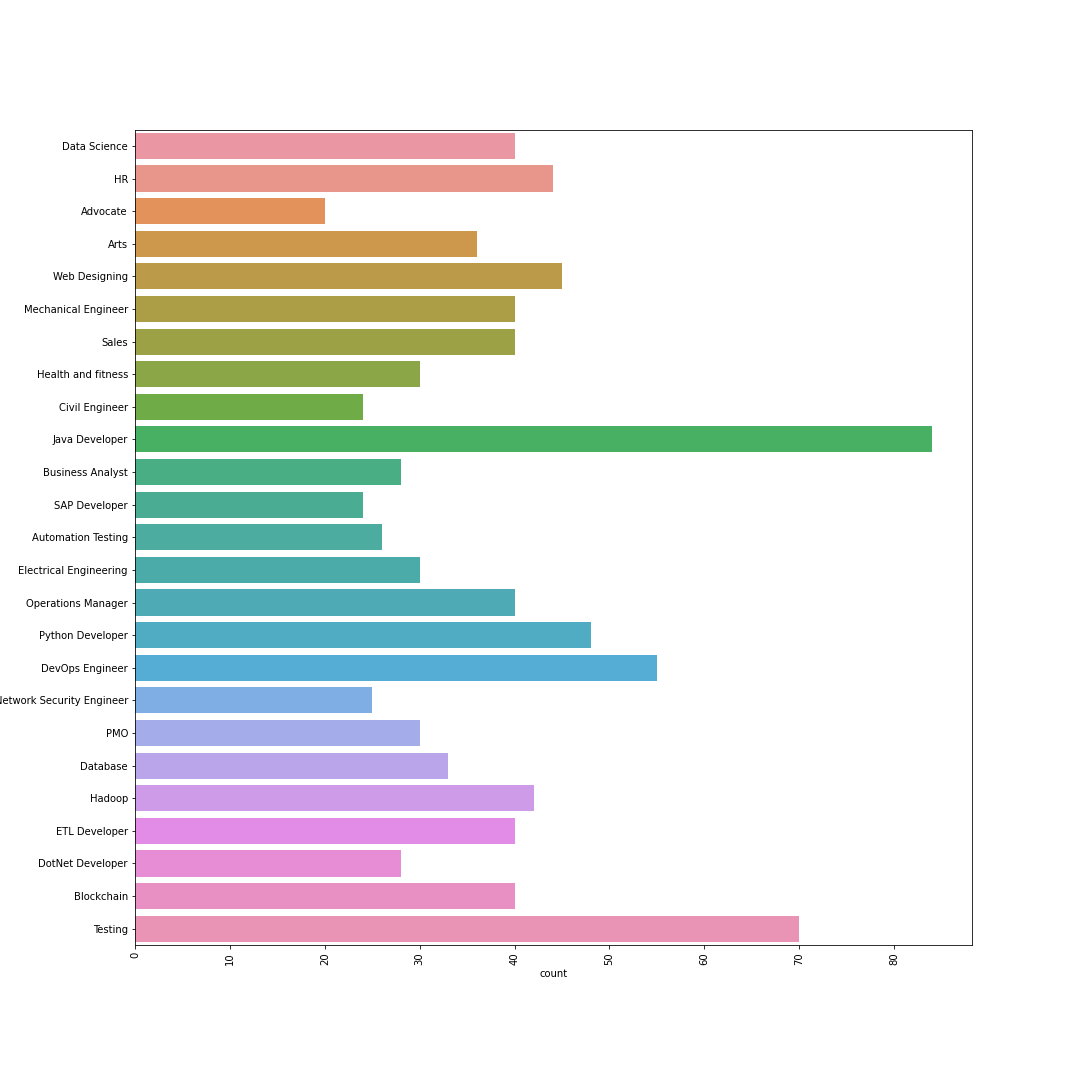 Data Science
HR
Advocate
Arts
Web Designing
Mechanical Engineer
Sales
Health and fitness
Civil Engineer
Java Developer
Business Analyst
SAP Developer
Automation Testing
Electrical Engineering
Operations Manager
Python Developer
DevOps Engineer
Network Security Engineer
PMO
Database
Hadoop
ETL Developer
DotNet Developer
Blockchain
Testing
0 10 20 30 40 50 60 70 80
count